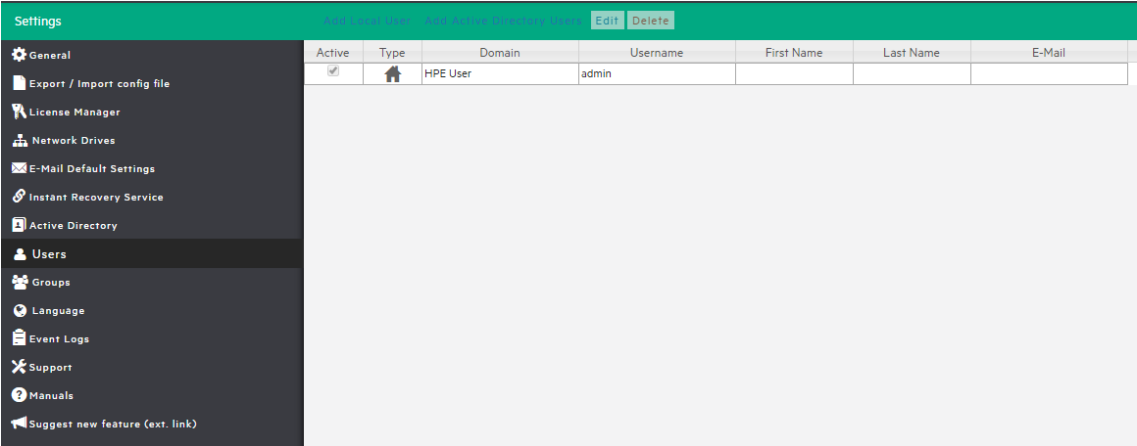 Settings Add Local User Add Active Directory Users Edit Delete
General
Export / Import config file
License Manager
Network Drives
E-Mail Default Settings
Instant Recovery Service
Active Directory
Users
Groups
Language
Event Logs
Support
Manuals
Suggest new feature (ext. link)
Active Type Domain Username First Name Last Name E-Mail
HPE User admin